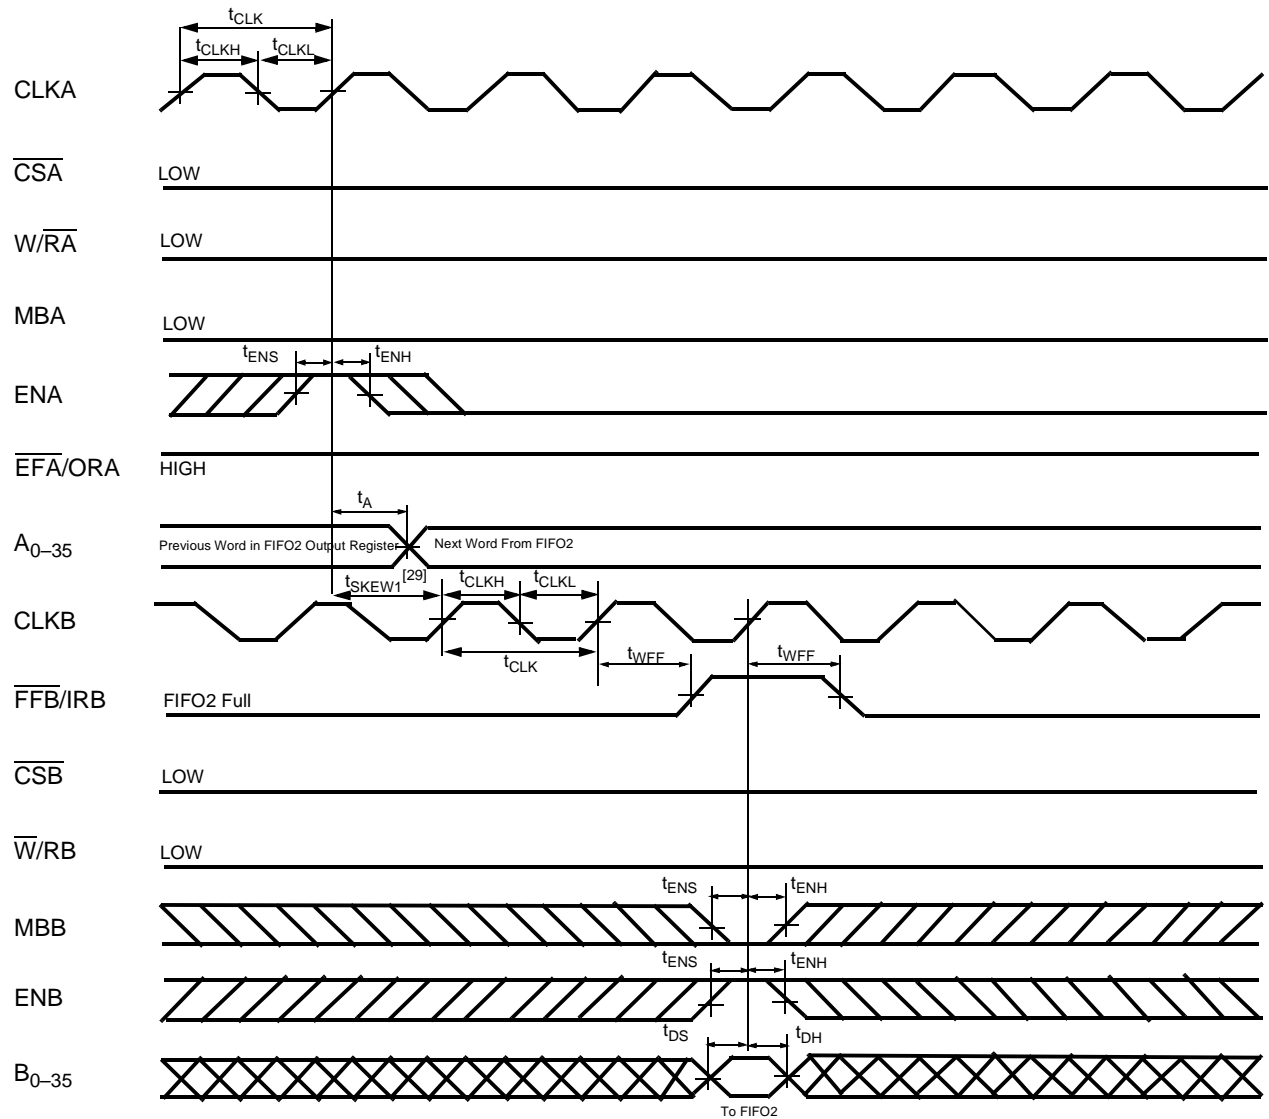 tCLK
tCLKH tCLKL
CLKA
CSA LOW
W/RA LOW
MBA LOW
tENS tENH
ENA
EFA/ORA HIGH
tA
A0–35 Previous Word in FIFO2 Output Register Next Word From FIFO2
tSKEW1[29] tCLKH tCLKL
CLKB
tCLK tWFF tWFF
FFB/IRB FIFO2 Full
CSB LOW
W/RB LOW
tENS tENH
MBB
tENS tENH
ENB
tDS tDH
B0–35
To FIFO2